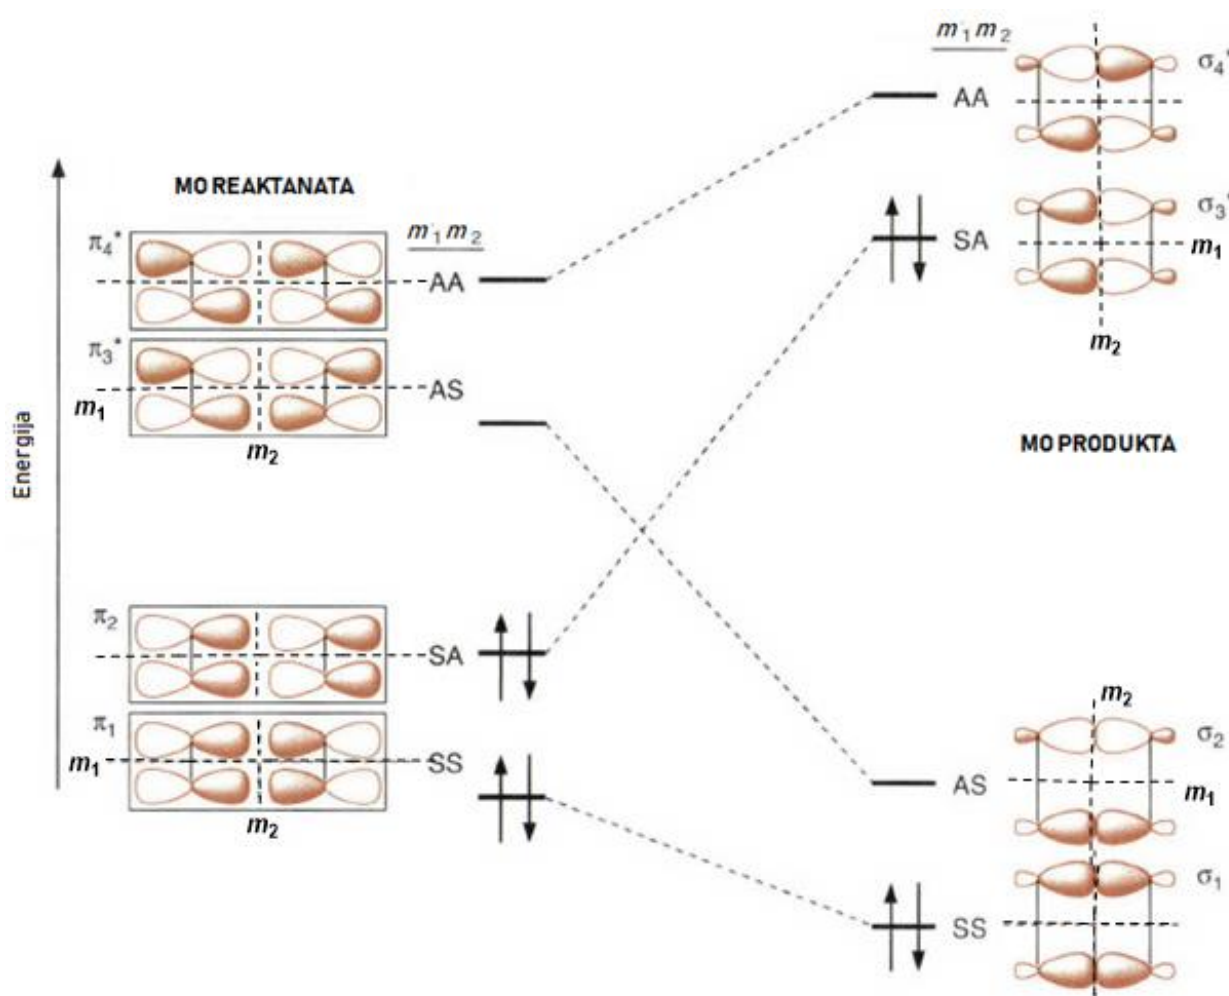 m1 m2
σ4*
AA
MO REAKTANATA
σ3*
π4*
m1 m2
SA
m1
AA
π3*
m2
AS
m1
m2
MO PRODUKTA
Energija
π2
SA
m2
σ2
π1
SS
m1
AS
m1
m2
σ1
SS